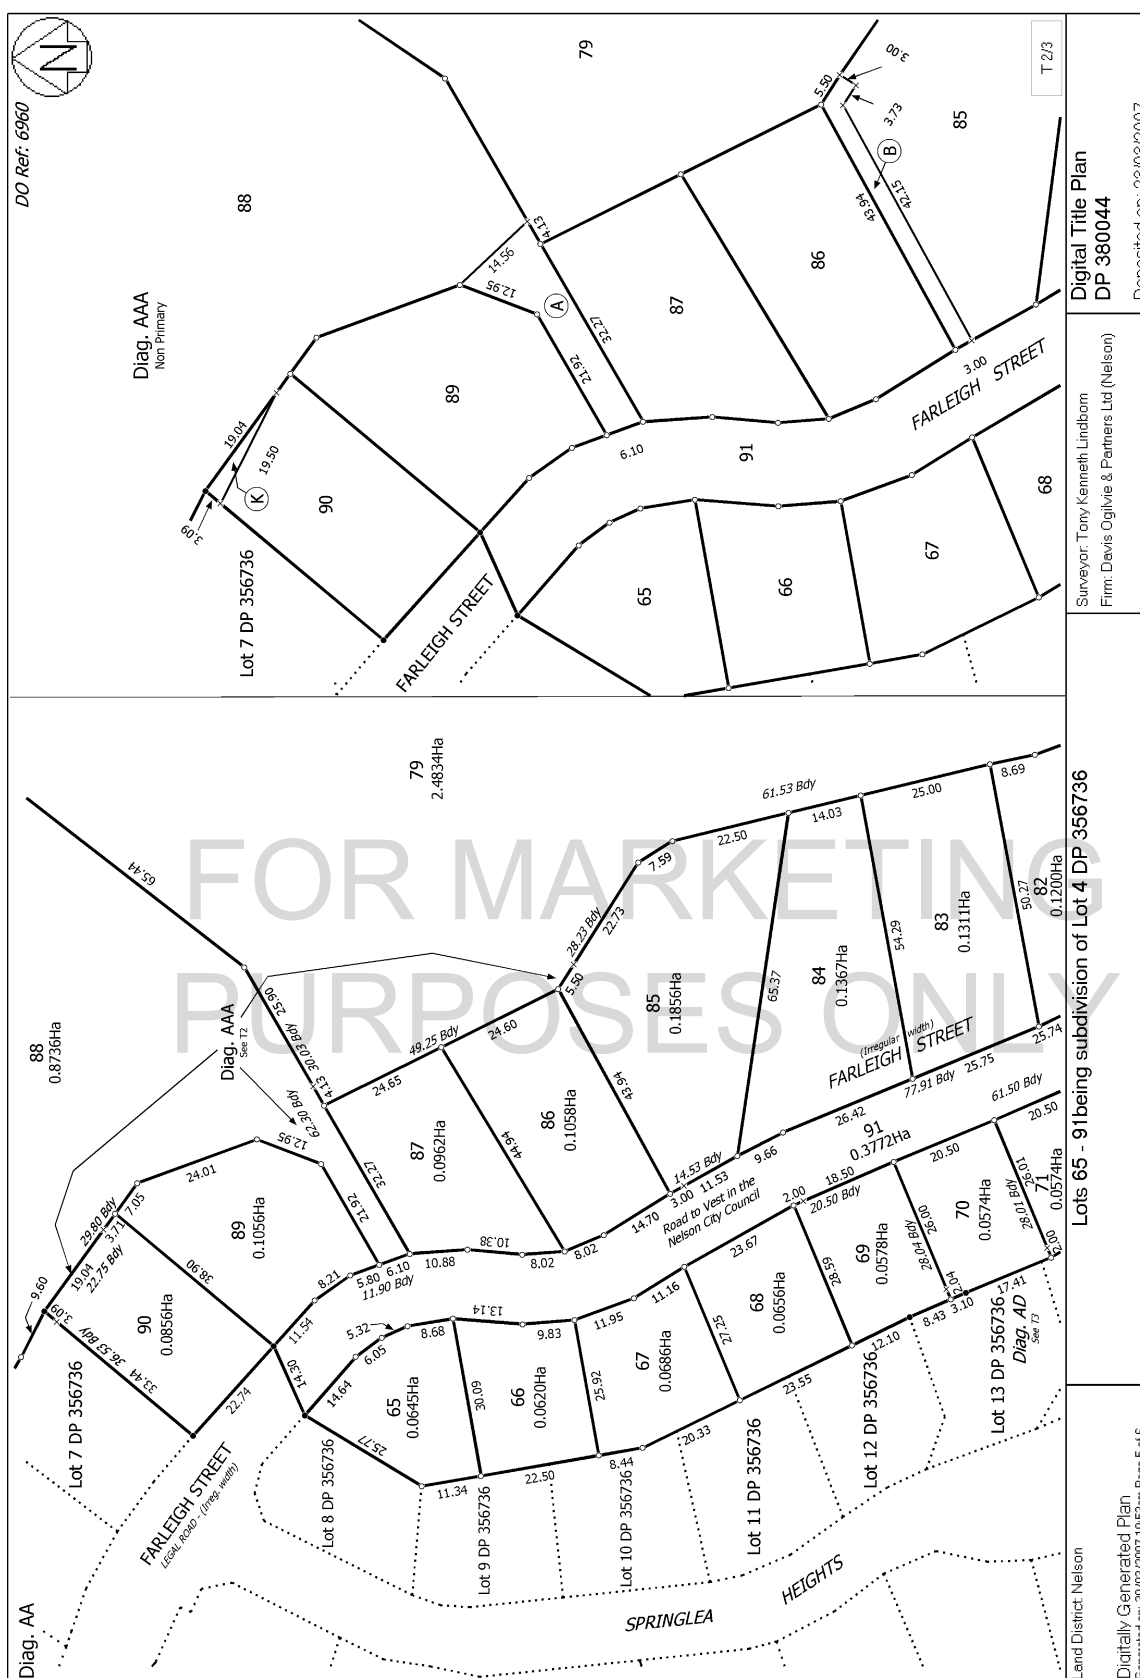 DO Ref: 6960
N
Diag. AA
Lot 7 DP 356736
FARLEIGH STREET
LEGAL ROAD - (Irreg. width)
Lot 8 DP 356736
Lot 9 DP 356736
Lot 10 DP 356736
Lot 11 DP 356736
Lot 12 DP 356736
Lot 13 DP 356736
Diag. AD
See T3
SPRINGLEA
HEIGHTS
88
0.8736Ha
79
2.4834Ha
Diag. AAA
See T2
90
0.0856Ha
89
0.1056Ha
87
0.0962Ha
86
0.1058Ha
85
0.1856Ha
84
0.1367Ha
83
0.1311Ha
82
0.1200Ha
65
0.0645Ha
66
0.0620Ha
67
0.0686Ha
68
0.0656Ha
69
0.0578Ha
70
0.0574Ha
71
0.0574Ha
91
0.3772Ha
(Irregular width)
FARLEIGH STREET
Road to Vest in the
Nelson City Council
9.60
3.09
19.04
22.75 Bdy
3.71
29.80 Bdy
7.05
24.01
12.95
62.30 Bdy
4.13
30.03 Bdy
25.90
65.44
36.53 Bdy
33.44
38.90
22.74
14.30
11.54
8.21
5.80
6.10
11.90 Bdy
21.92
32.27
24.65
49.25 Bdy
24.60
5.50
28.23 Bdy
22.73
7.59
22.50
61.53 Bdy
14.03
25.00
8.69
10.88
10.38
8.02
8.02
44.94
43.94
14.70
3.00
11.53
14.53 Bdy
9.66
65.37
54.29
50.27
26.42
77.91 Bdy
25.75
25.74
14.64
6.05
5.32
8.68
13.14
9.83
11.95
11.16
23.67
2.00
18.50
20.50 Bdy
20.50
61.50 Bdy
20.50
25.77
11.34
30.09
22.50
25.92
8.44
20.33
27.25
23.55
28.59
12.10
8.43
26.00
28.04 Bdy
2.04
3.10
17.41
26.01
28.01 Bdy
2.00
Diag. AAA
Non Primary
88
79
Lot 7 DP 356736
FARLEIGH STREET
3.09
19.04
19.50
K
90
89
14.56
12.95
4.13
A
32.27
21.92
6.10
87
86
5.50
3.00
3.73
B
43.94
42.15
85
3.00
FARLEIGH STREET
91
65
66
67
68
T 2/3
FOR MARKETING
PURPOSES ONLY
Land District: Nelson
Digitally Generated Plan
Lots 65 - 91being subdivision of Lot 4 DP 356736
Surveyor: Tony Kenneth Lindbom
Firm: Davis Ogilvie & Partners Ltd (Nelson)
Digital Title Plan
DP 380044